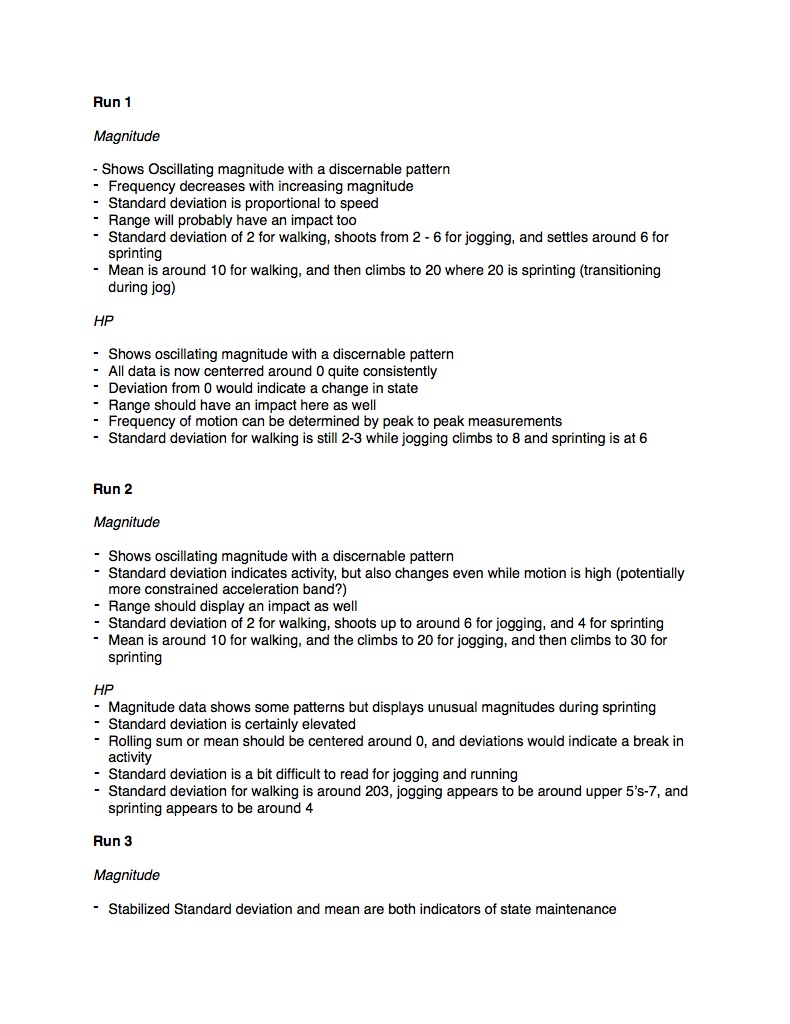 Run 1
Magnitude
- Shows Oscillating magnitude with a discernable pattern
- Frequency decreases with increasing magnitude
- Standard deviation is proportional to speed
- Range will probably have an impact too
- Standard deviation of 2 for walking, shoots from 2 - 6 for jogging, and settles around 6 for
sprinting
- Mean is around 10 for walking, and then climbs to 20 where 20 is sprinting (transitioning
during jog)
HP
- Shows oscillating magnitude with a discernable pattern
- All data is now centerred around 0 quite consistently
- Deviation from 0 would indicate a change in state
- Range should have an impact here as well
- Frequency of motion can be determined by peak to peak measurements
- Standard deviation for walking is still 2-3 while jogging climbs to 8 and sprinting is at 6
Run 2
Magnitude
- Shows oscillating magnitude with a discernable pattern
- Standard deviation indicates activity, but also changes even while motion is high (potentially
more constrained acceleration band?)
- Range should display an impact as well
- Standard deviation of 2 for walking, shoots up to around 6 for jogging, and 4 for sprinting
- Mean is around 10 for walking, and the climbs to 20 for jogging, and then climbs to 30 for
sprinting
HP
- Magnitude data shows some patterns but displays unusual magnitudes during sprinting
- Standard deviation is certainly elevated
- Rolling sum or mean should be centered around 0, and deviations would indicate a break in
activity
- Standard deviation is a bit difficult to read for jogging and running
- Standard deviation for walking is around 203, jogging appears to be around upper 5's-7, and
sprinting appears to be around 4
Run 3
Magnitude
- Stabilized Standard deviation and mean are both indicators of state maintenance